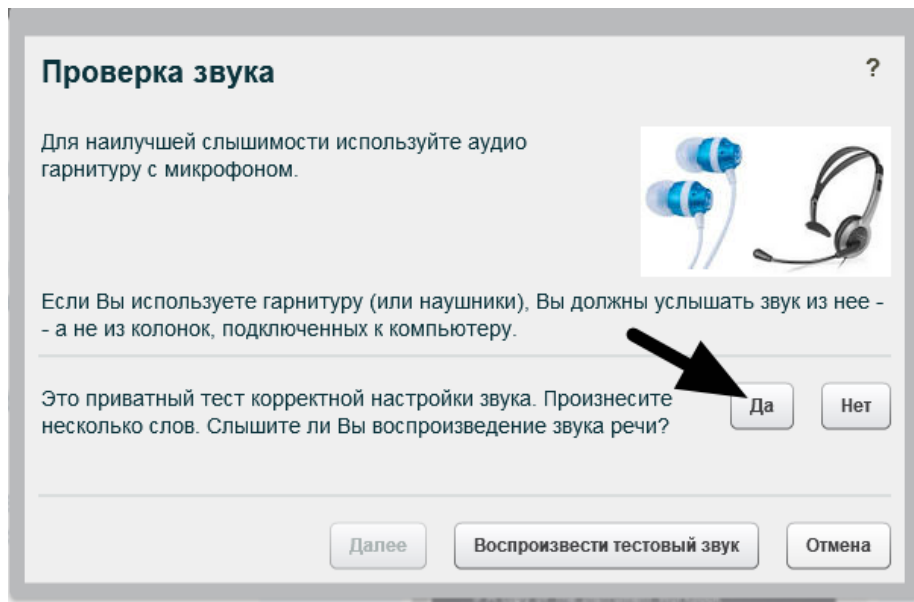 Проверка звука
?
Для наилучшей слышимости используйте аудио
гарнитуру с микрофоном.
Если Вы используете гарнитуру (или наушники), Вы должны услышать звук из нее -
- а не из колонок, подключенных к компьютеру.
Это приватный тест корректной настройки звука. Произнесите
несколько слов. Слышите ли Вы воспроизведение звука речи?
Да
Нет
Далее
Воспроизвести тестовый звук
Отмена